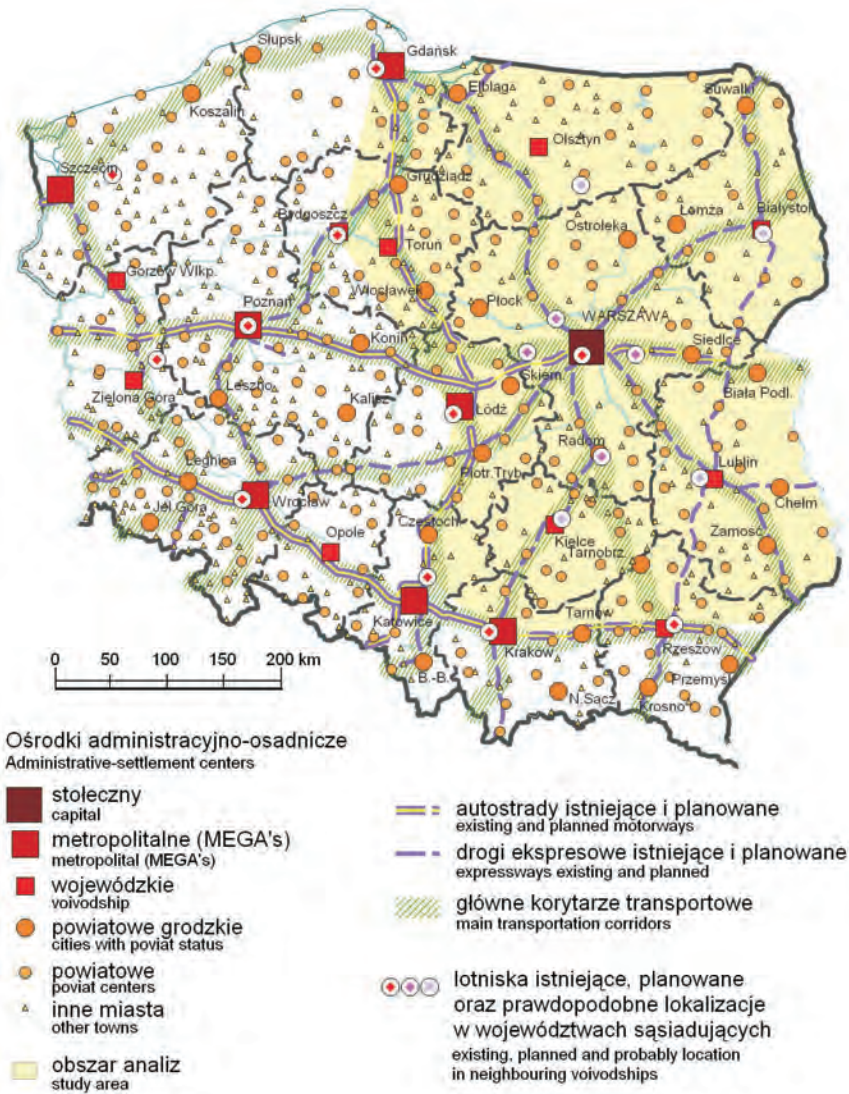 Słupsk
Gdańsk
Koszalin
Elbląg
Suwałki
Szczecin
Olsztyn
Grudziądz
Bydgoszcz
Ostrołęka
Łomża
Białystok
Toruń
Gorzów Wlkp.
Włocławek
Płock
Poznań
WARSZAWA
Konin
Siedlce
Skiern.
Zielona Góra
Leszno
Kalisz
Łódź
Biała Podl.
Legnica
Radom
Piotr.Tryb.
Lublin
Wrocław
Chełm
Jel.Góra
Opole
Częstoch.
Kielce
Zamość
Tarnobrz.
Katowice
Tarnów
Kraków
Rzeszów
0 50 100 150 200 km
B.-B.
Przemyśl
N.Sącz
Krosno
Ośrodki administracyjno-osadnicze
Administrative-settlement centers
stołeczny
capital
metropolitalne (MEGA's)
metropolital (MEGA's)
wojewódzkie
voivodship
powiatowe grodzkie
cities with poviat status
powiatowe
poviat centers
inne miasta
other towns
obszar analiz
study area
autostrady istniejące i planowane
existing and planned motorways
drogi ekspresowe istniejące i planowane
expressways existing and planned
główne korytarze transportowe
main transportation corridors
lotniska istniejące, planowane
oraz prawdopodobne lokalizacje
w województwach sąsiadujących
existing, planned and probably location
in neighbouring voivodships